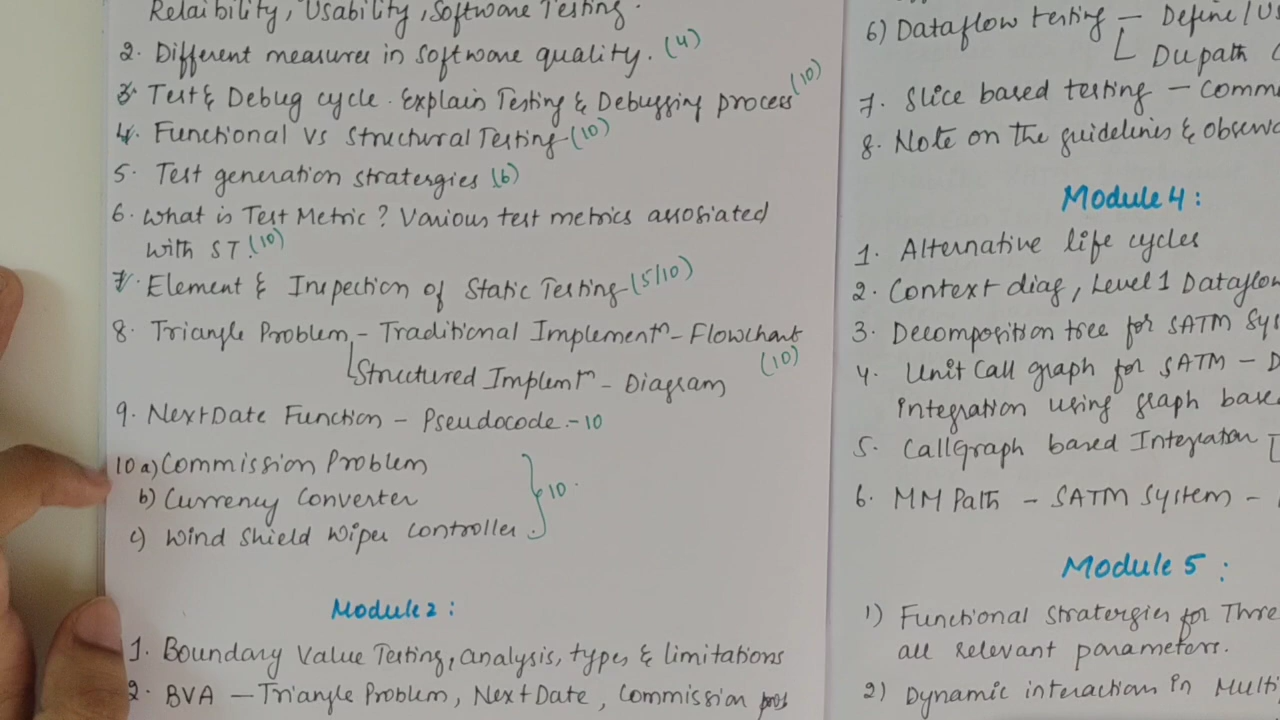 Relaibility, Usability, Software Testing.
2. Different measures in software quality. (4)
3. Test & Debug cycle. Explain Testing & Debugging process (10)
4. Functional Vs Structural Testing (10)
5. Test generation stratergies (6)
6. What is Test Metric? Various test metrics assosiated
with ST. (10)
7. Element & Inspection of Static Testing (5/10)
8. Triangle Problem - Traditional Implementn - Flowchart
Structured Implemtn - Diagram (10)
9. NextDate Function - Pseudocode - 10
10 a) Commission Problem
b) Currency Converter } 10.
c) Wind Shield Wiper Controller
Module 2:
1. Boundary Value Testing, analysis, types & limitations
2. BVA - Triangle Problem, NextDate, Commission
6) Dataflow testing - Define/
Dupath
7. Slice based testing -
8. Note on the guidelines &
Module 4:
1. Alternative life cycles
2. Context diag, Level 1 Dataflow
3. Decomposition tree for SATM
4. Unit Call graph for SATM -
integration using graph
5. CallGraph based Integration
6. MM Path - SATM System -
Module 5:
1) Functional Stratergies for
all relevant parameters.
2) Dynamic interaction in